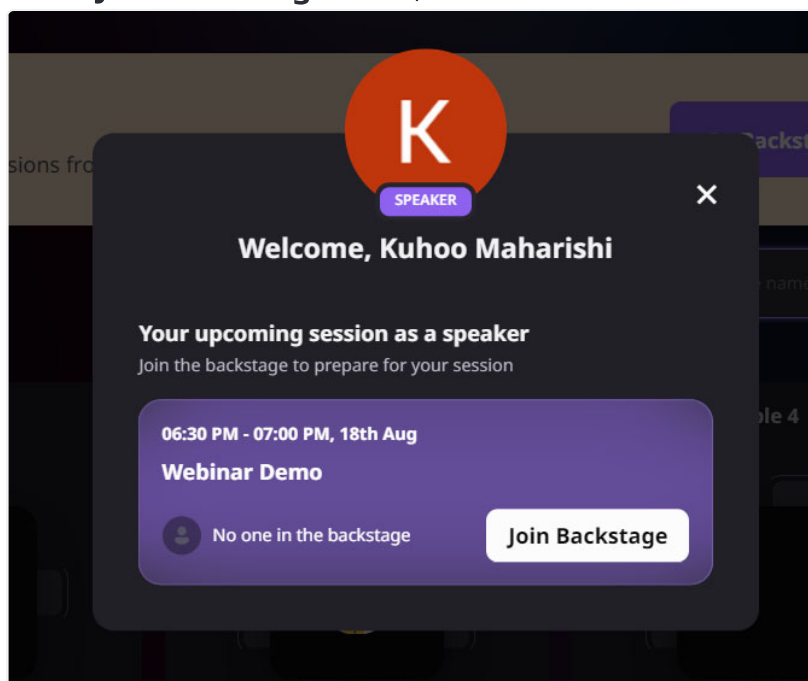 K
SPEAKER
Welcome, Kuhoo Maharishi
Your upcoming session as a speaker
Join the backstage to prepare for your session
06:30 PM - 07:00 PM, 18th Aug
Webinar Demo
No one in the backstage
Join Backstage